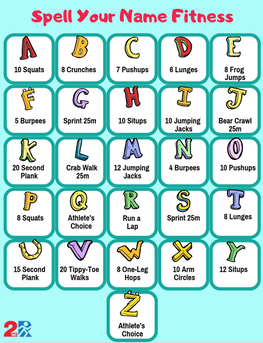 Spell Your Name Fitness
A B C D E
10 Squats 8 Crunches 7 Pushups 6 Lunges 8 Frog
Jumps
F G H I J
5 Burpees Sprint 25m 10 Situps 10 Jumping
Jacks Bear Crawl
25m
K L M N O
20 Second
Plank Crab Walk
25m 12 Jumping
Jacks 4 Burpees 10 Pushups
P Q R S T
8 Squats Athlete's
Choice Run a
Lap Sprint 25m 8 Lunges
U V W X Y
15 Second
Plank 20 Tippy-Toe
Walks 8 One-Leg
Hops 10 Arm
Circles 12 Situps
Z
Athlete's
Choice